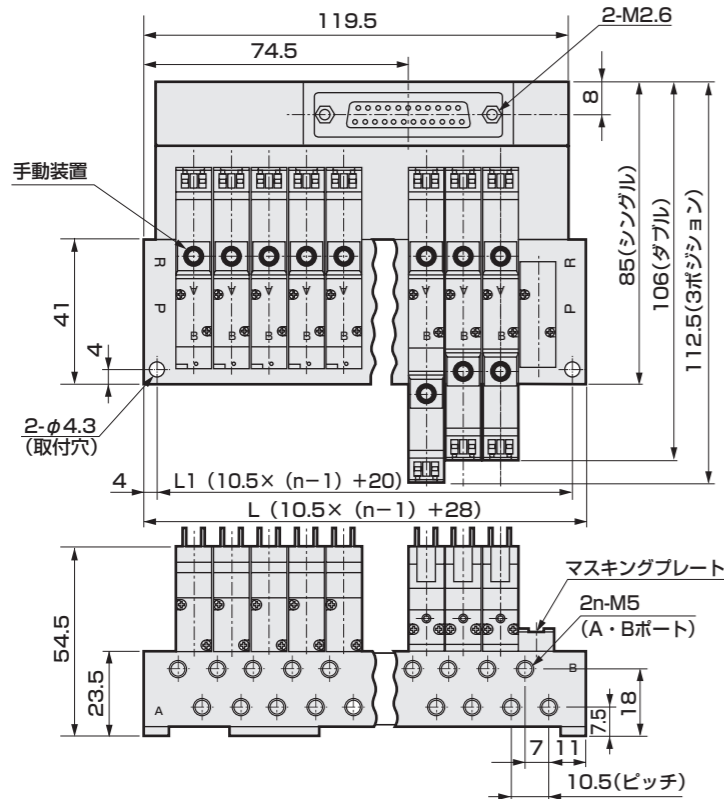 119.5
74.5
2-M2.6
8
手動装置
R
P
A
A
A
A
A
B
B
B
B
B
A
A
A
B
B
B
R
P
41
4
85(シングル)
106(ダブル)
112.5(3ポジション)
2-φ4.3
(取付穴)
4
L1 (10.5× (n−1) +20)
L (10.5× (n−1) +28)
マスキングプレート
2n-M5
(A・Bポート)
54.5
23.5
A
B
7.5
18
7
11
10.5(ピッチ)